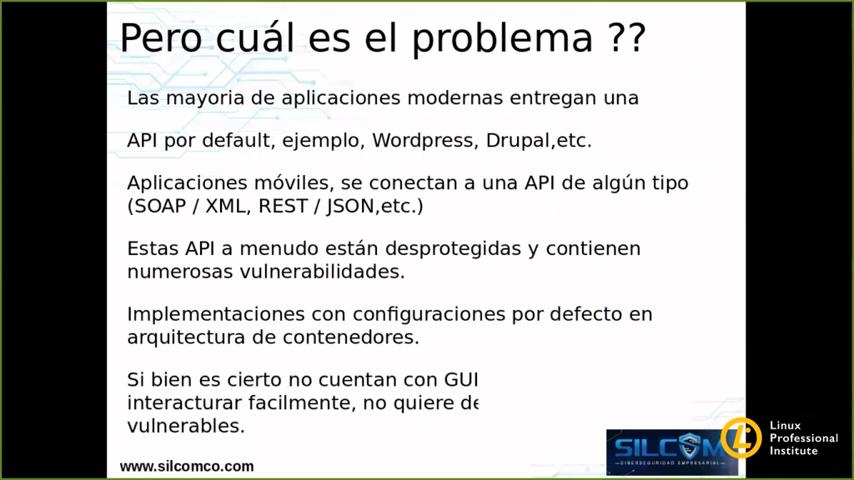 Pero cuál es el problema ??
Las mayoria de aplicaciones modernas entregan una
API por default, ejemplo, Wordpress, Drupal,etc.
Aplicaciones móviles, se conectan a una API de algún tipo
(SOAP / XML, REST / JSON,etc.)
Estas API a menudo están desprotegidas y contienen
numerosas vulnerabilidades.
Implementaciones con configuraciones por defecto en
arquitectura de contenedores.
Si bien es cierto no cuentan con GUI
interacturar facilmente, no quiere
vulnerables.
SILCOM
CIBERSEGURIDAD EMPRESARIAL
Linux
Professional
Institute
www.silcomco.com